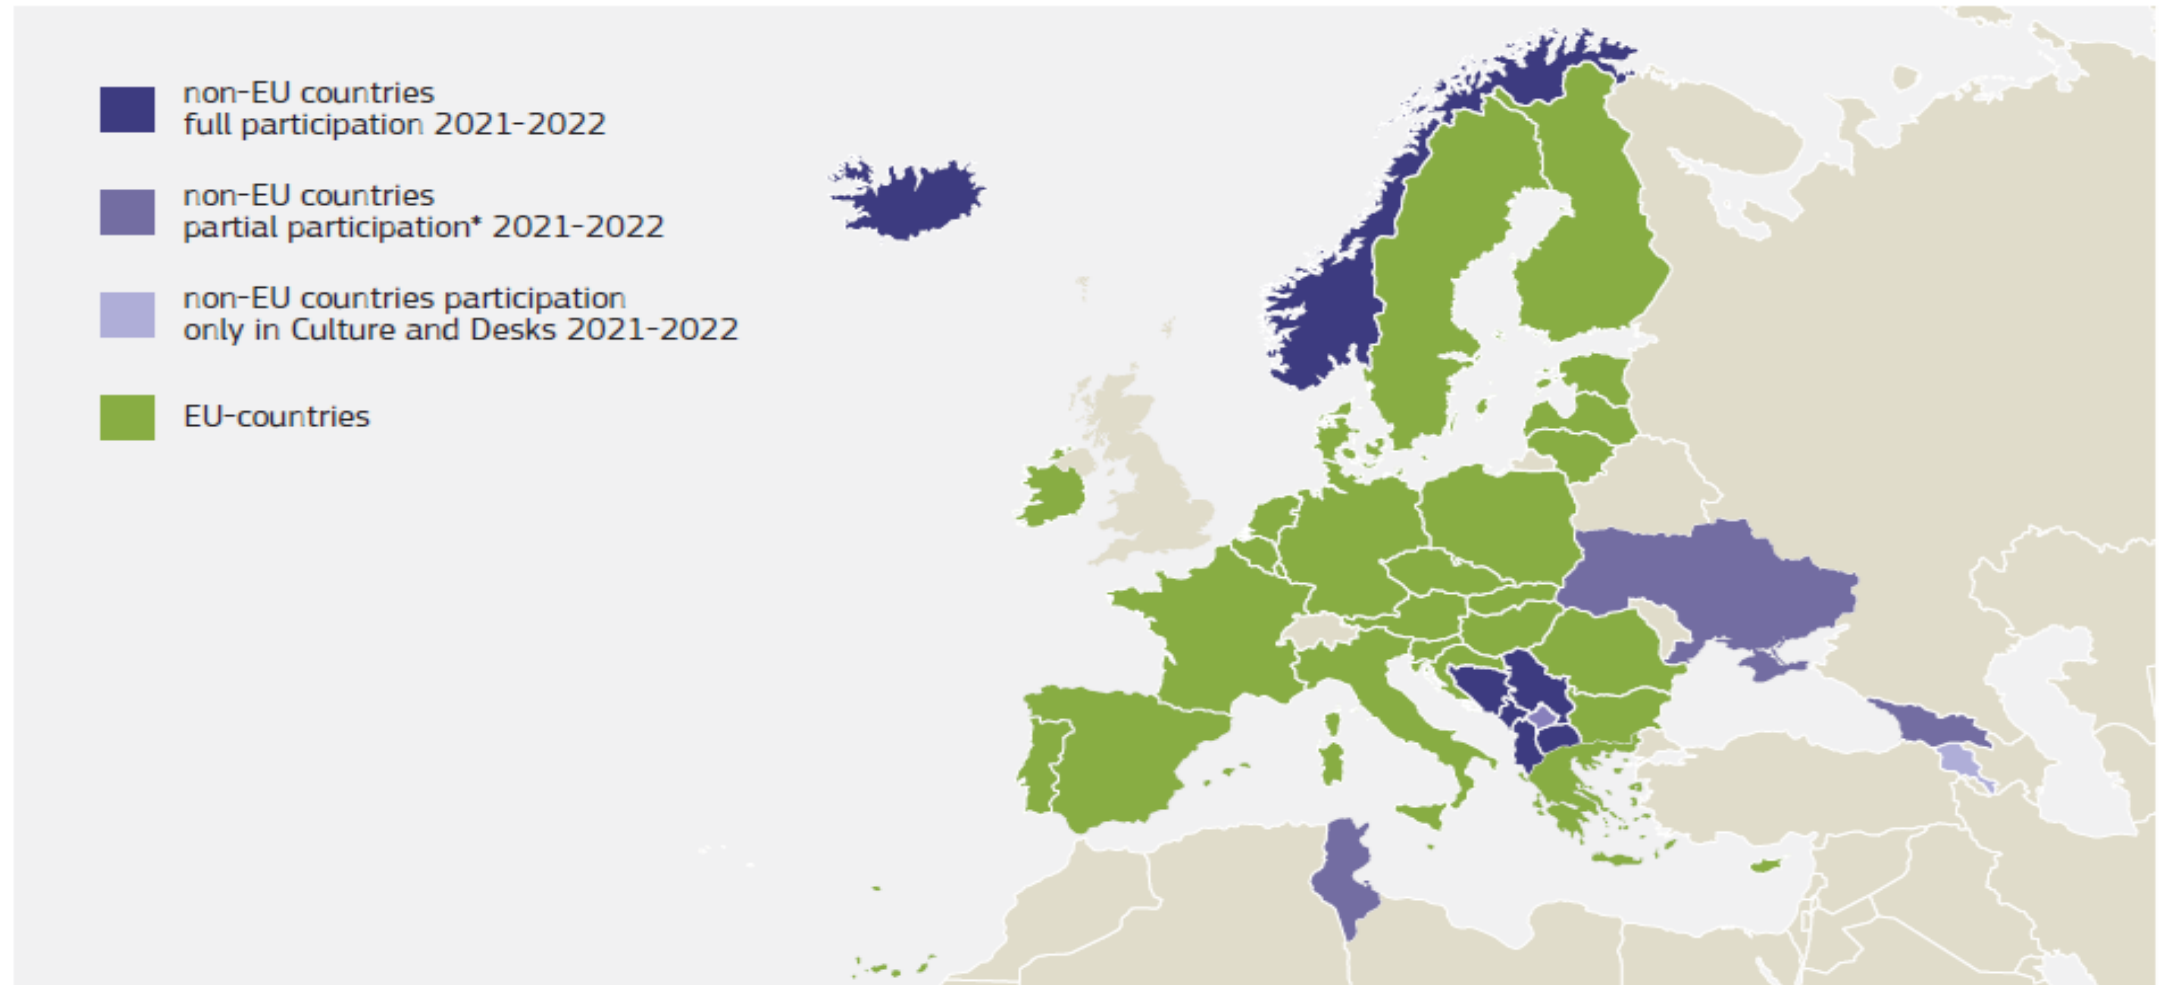 non-EU countries
full participation 2021-2022
non-EU countries
partial participation* 2021-2022
non-EU countries participation
only in Culture and Desks 2021-2022
EU-countries